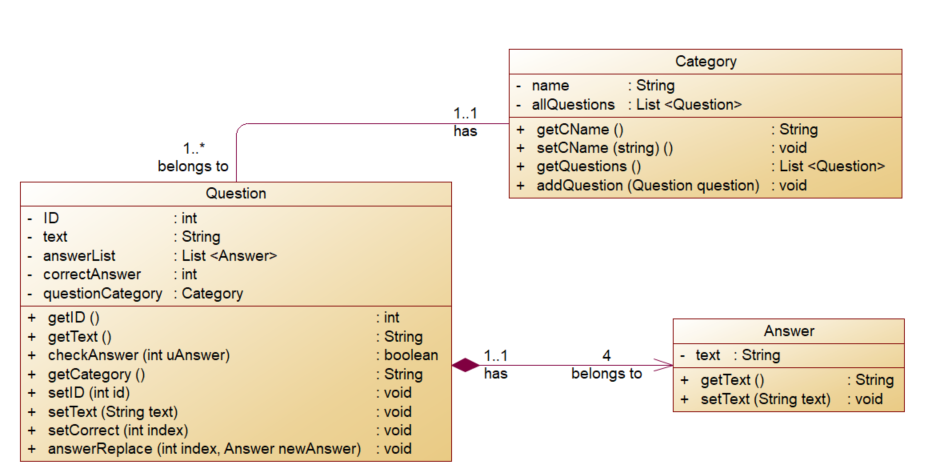 Category
- name : String
- allQuestions : List <Question>
+ getCName () : String
+ setCName (string) () : void
+ getQuestions () : List <Question>
+ addQuestion (Question question) : void
1..1
has
1..*
belongs to
Question
- ID : int
- text : String
- answerList : List <Answer>
- correctAnswer : int
- questionCategory : Category
+ getID () : int
+ getText () : String
+ checkAnswer (int uAnswer) : boolean
+ getCategory () : String
+ setID (int id) : void
+ setText (String text) : void
+ setCorrect (int index) : void
+ answerReplace (int index, Answer newAnswer) : void
1..1
has
4
belongs to
Answer
- text : String
+ getText () : String
+ setText (String text) : void